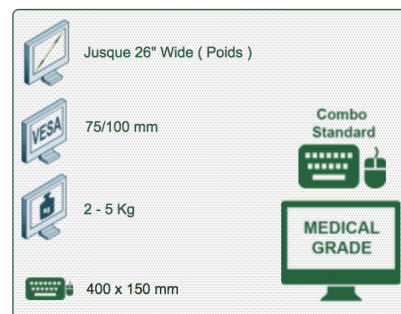 Jusque 26" Wide ( Poids )
VESA
75/100 mm
Combo
Standard
KG
2 - 5 Kg
MEDICAL
GRADE
400 x 150 mm